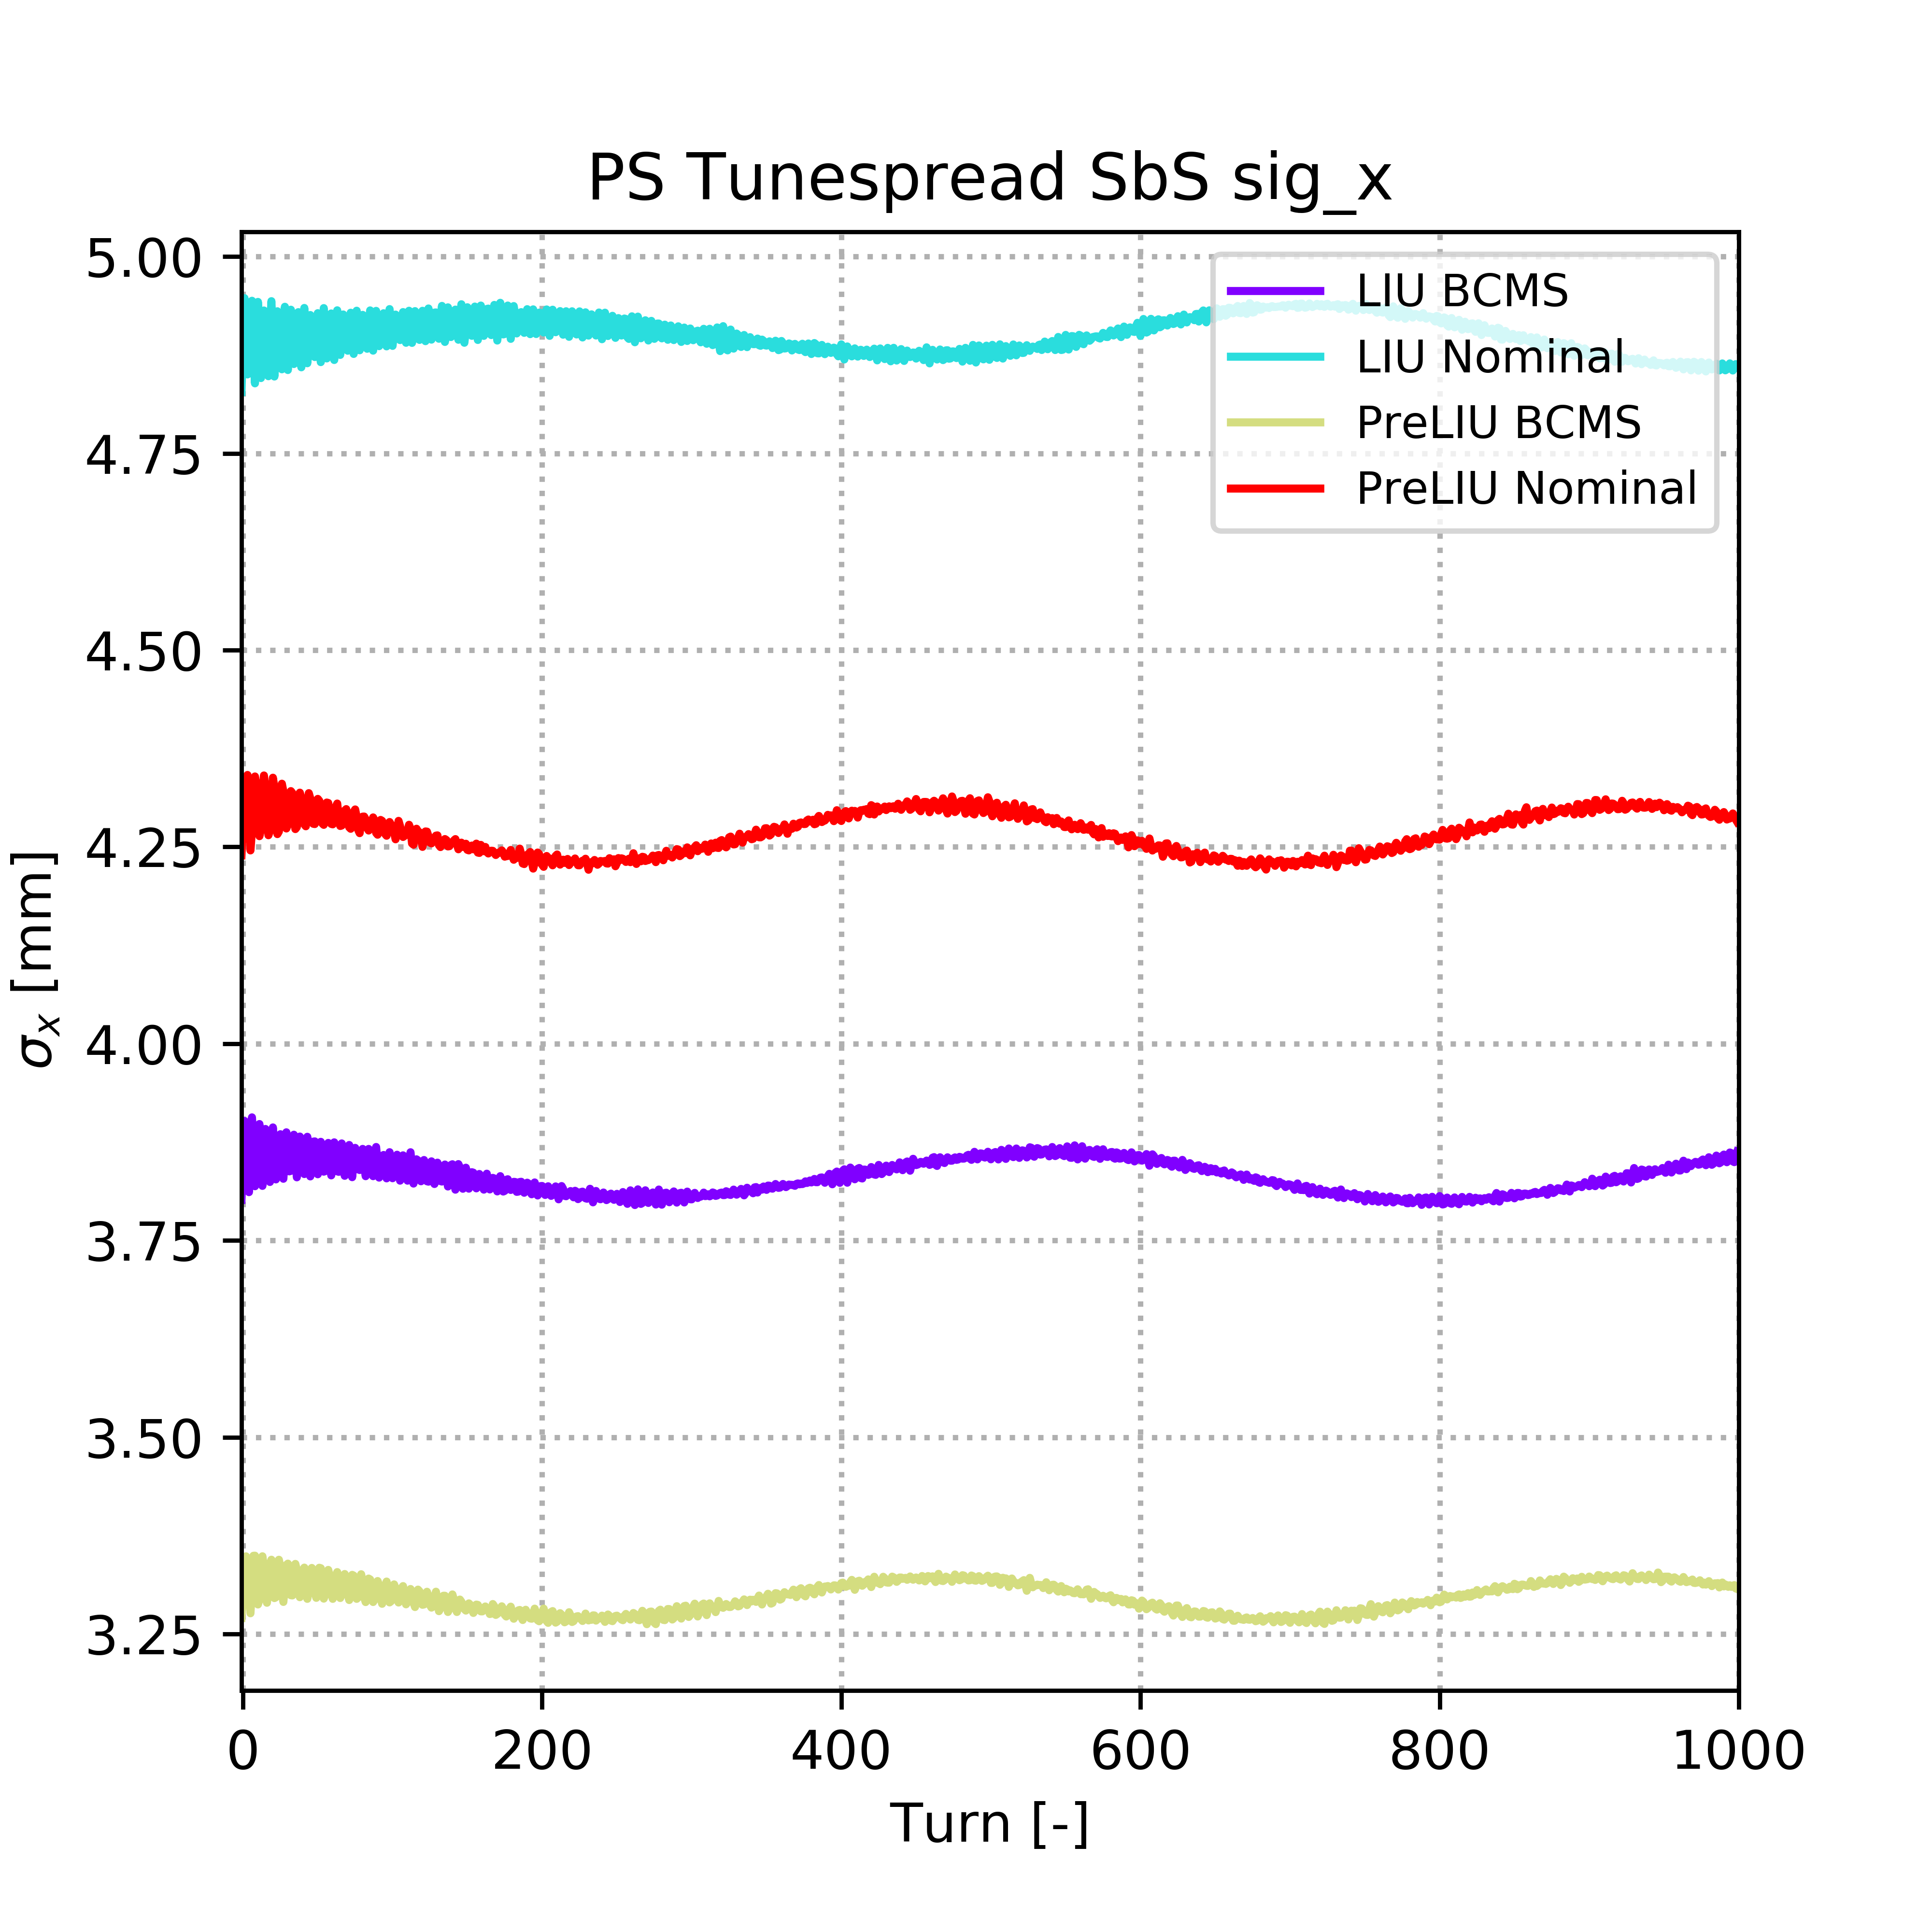 PS Tunespread SbS sig_x
5.00
4.75
4.50
4.25
4.00
3.75
3.50
3.25
σx [mm]
LIU BCMS
LIU Nominal
PreLIU BCMS
PreLIU Nominal
0 200 400 600 800 1000
Turn [-]